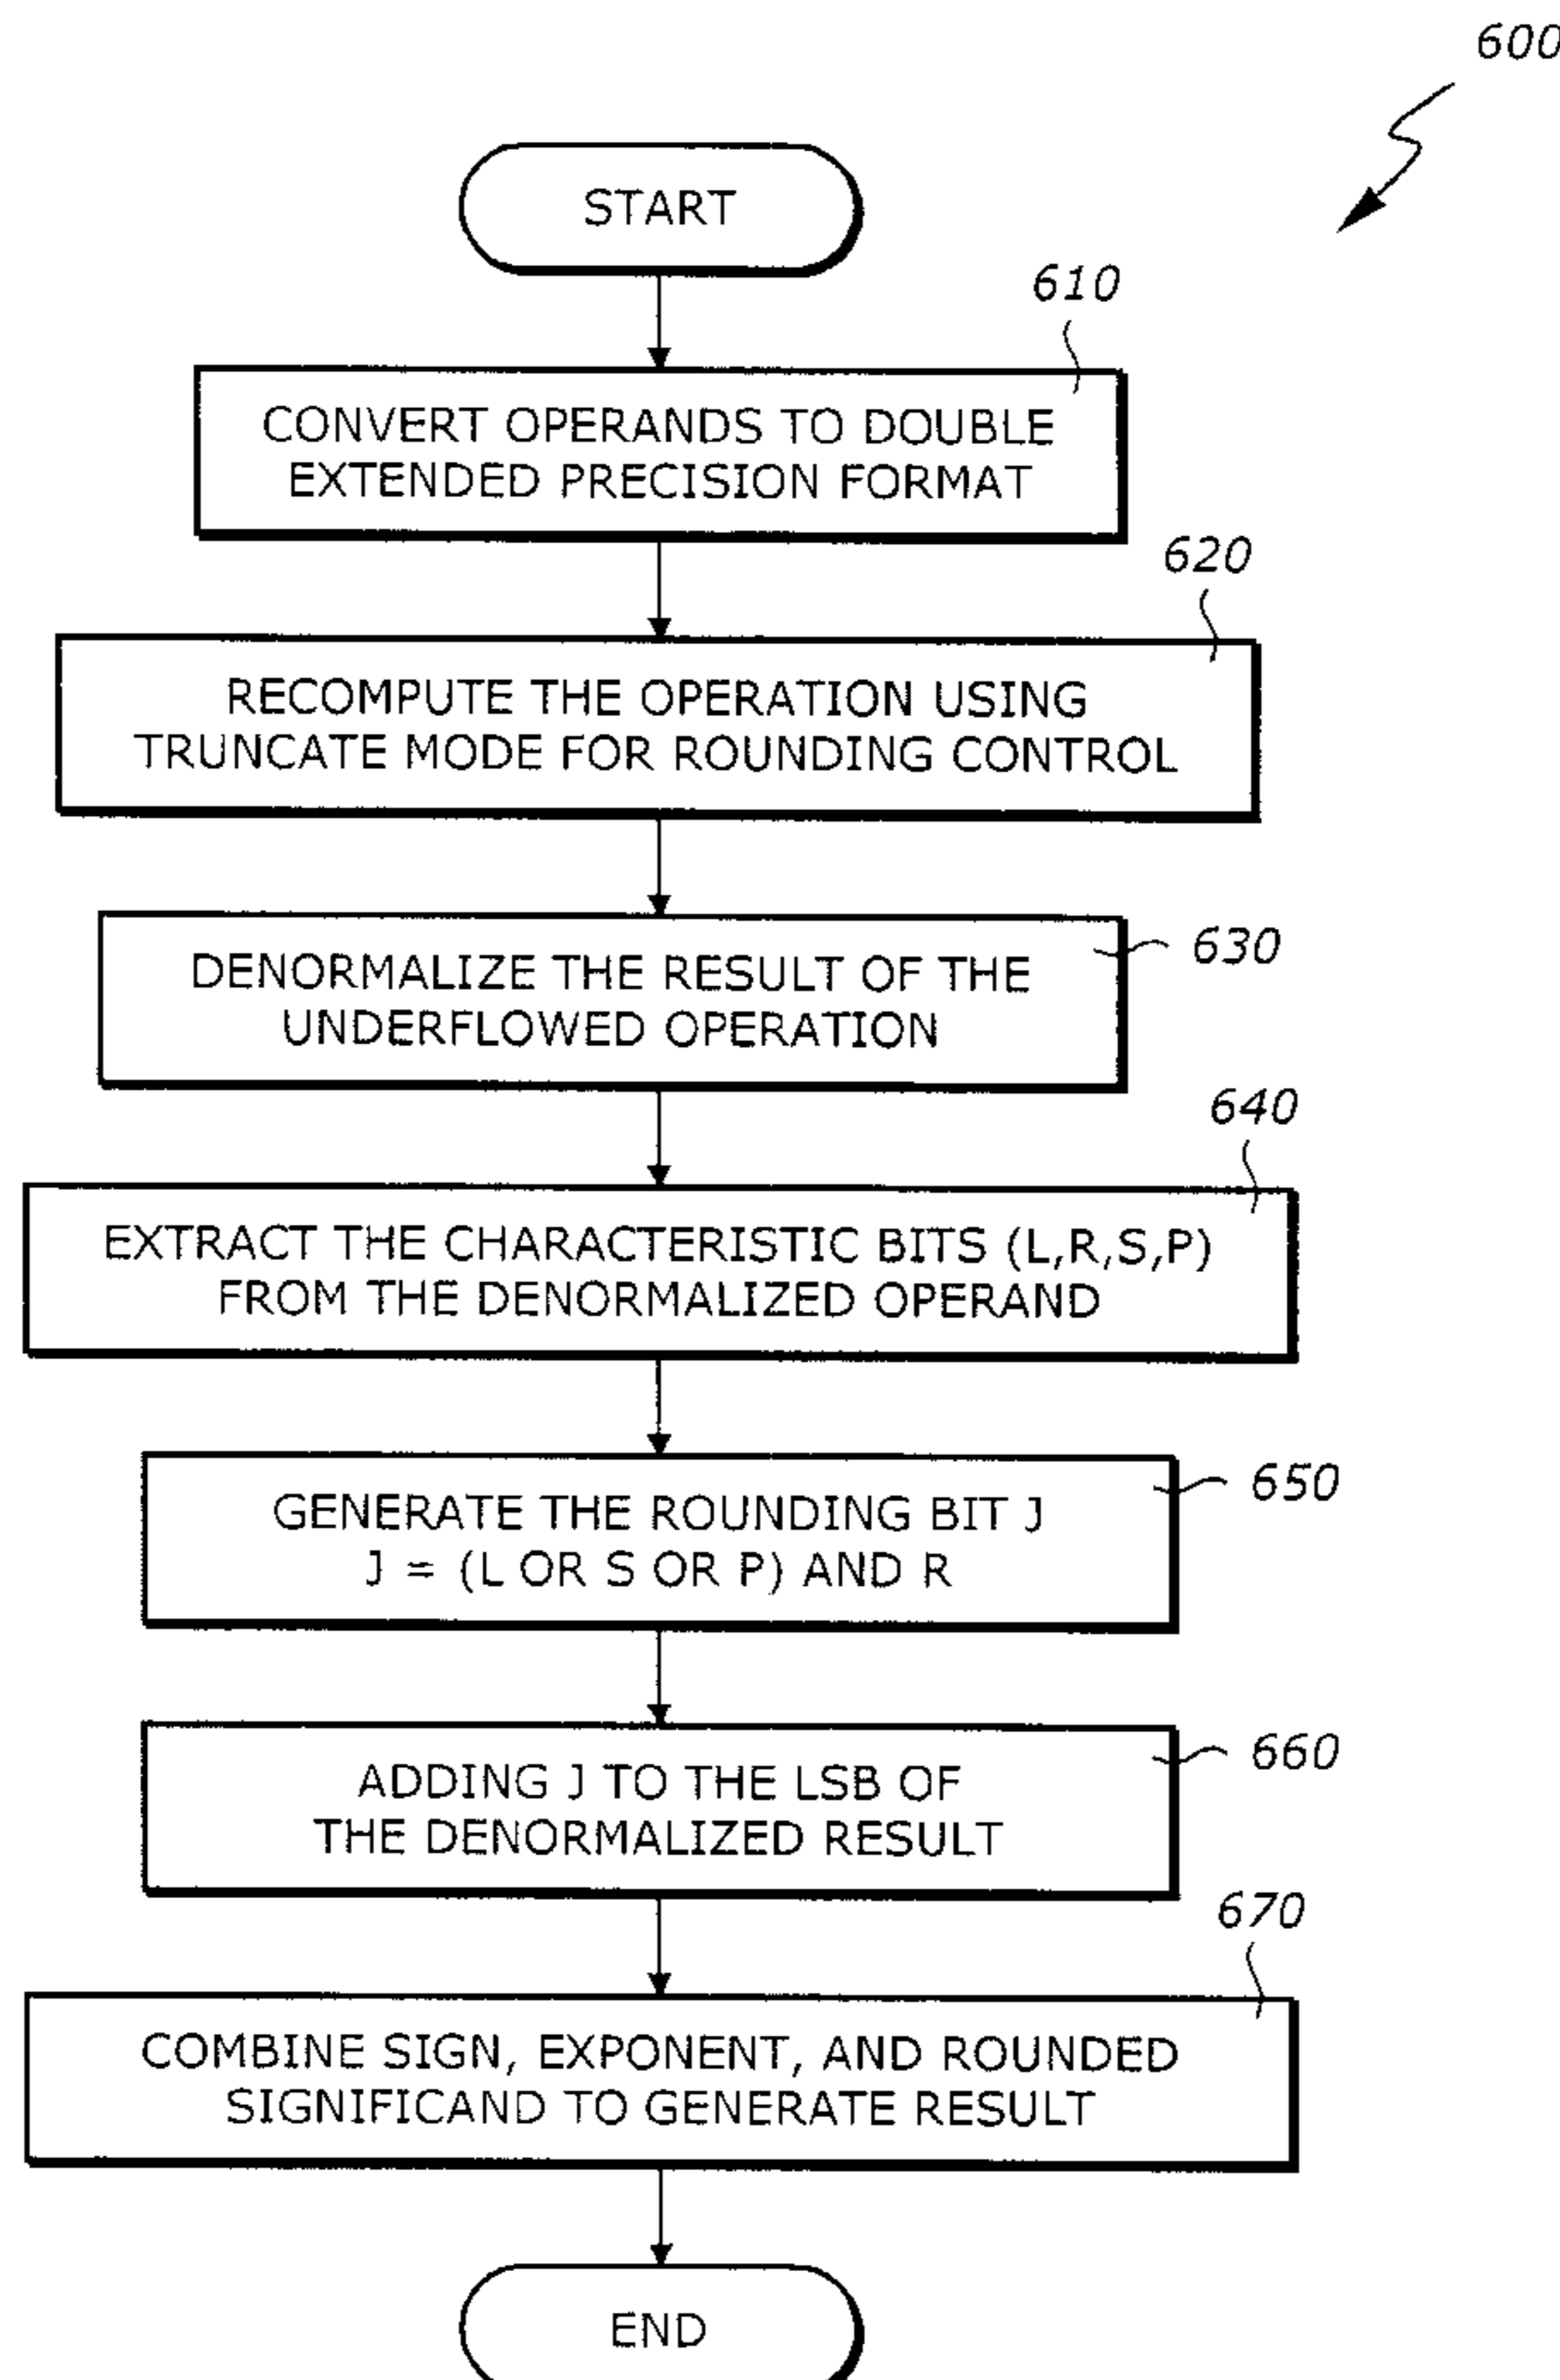 600
START
610
CONVERT OPERANDS TO DOUBLE
EXTENDED PRECISION FORMAT
620
RECOMPUTE THE OPERATION USING
TRUNCATE MODE FOR ROUNDING CONTROL
630
DENORMALIZE THE RESULT OF THE
UNDERFLOWED OPERATION
640
EXTRACT THE CHARACTERISTIC BITS (L,R,S,P)
FROM THE DENORMALIZED OPERAND
650
GENERATE THE ROUNDING BIT J
J = (L OR S OR P) AND R
660
ADDING J TO THE LSB OF
THE DENORMALIZED RESULT
670
COMBINE SIGN, EXPONENT, AND ROUNDED
SIGNIFICAND TO GENERATE RESULT
END